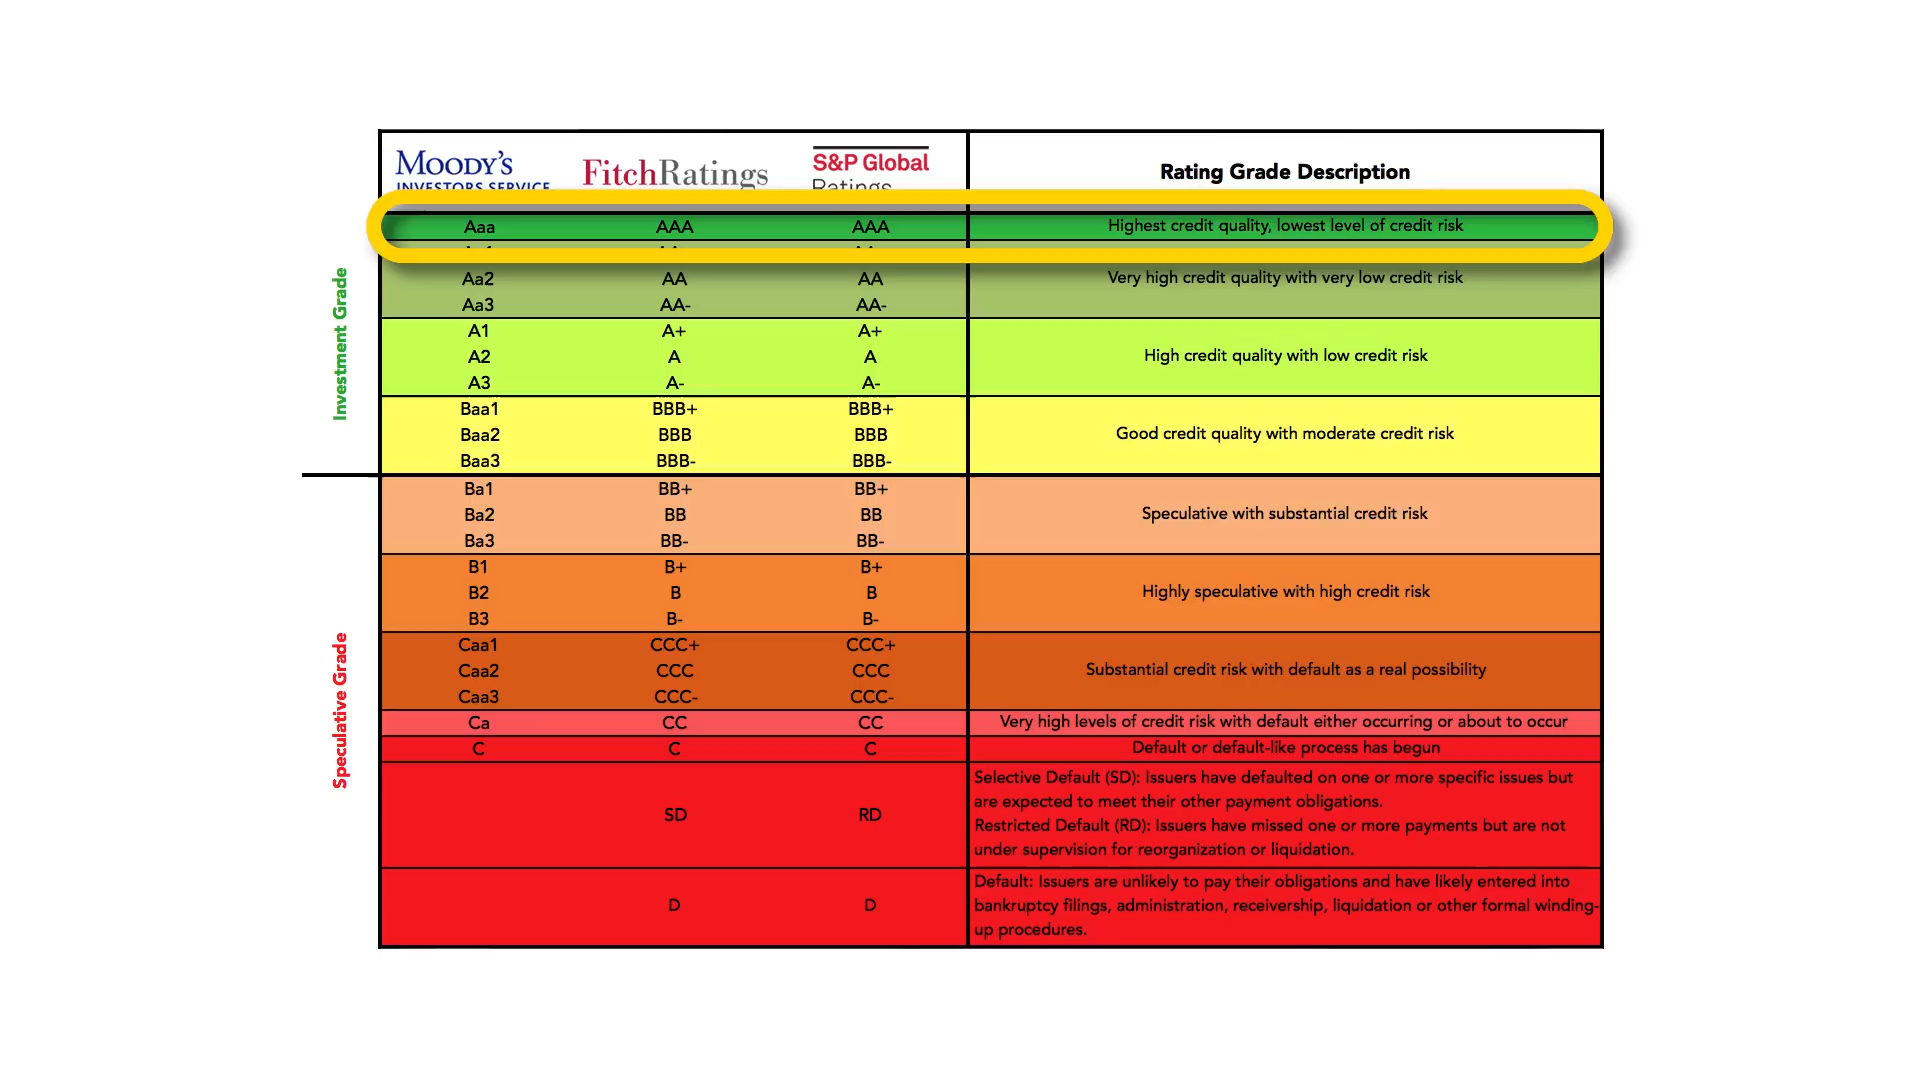 MOODY'S FitchRatings S&P Global Rating Grade Description
INVESTORS SERVICE Ratings
Aaa AAA AAA Highest credit quality, lowest level of credit risk
Aa2 AA AA Very high credit quality with very low credit risk
Aa3 AA- AA-
A1 A+ A+
A2 A A High credit quality with low credit risk
A3 A- A-
Baa1 BBB+ BBB+
Baa2 BBB BBB Good credit quality with moderate credit risk
Baa3 BBB- BBB-
Investment Grade
Ba1 BB+ BB+
Ba2 BB BB Speculative with substantial credit risk
Ba3 BB- BB-
B1 B+ B+
B2 B B Highly speculative with high credit risk
B3 B- B-
Caa1 CCC+ CCC+
Caa2 CCC CCC Substantial credit risk with default as a real possibility
Caa3 CCC- CCC-
Ca CC CC Very high levels of credit risk with default either occurring or about to occur
C C C Default or default-like process has begun
Speculative Grade
SD RD
Selective Default (SD): Issuers have defaulted on one or more specific issues but
are expected to meet their other payment obligations.
Restricted Default (RD): Issuers have missed one or more payments but are not
under supervision for reorganization or liquidation.
D D
Default: Issuers are unlikely to pay their obligations and have likely entered into
bankruptcy filings, administration, receivership, liquidation or other formal winding-
up procedures.